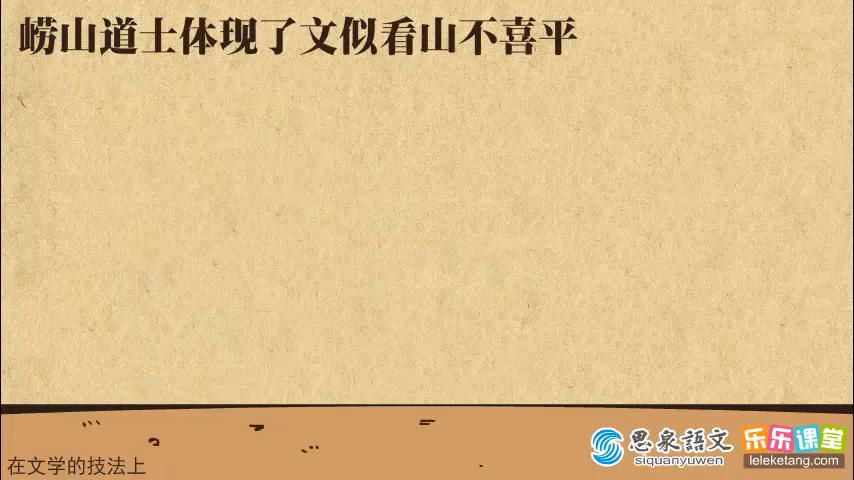 崂山道士体现了文似看山不喜平
思泉語文
siquanyuwen
乐乐课堂
leleketang.com
在文学的技法上